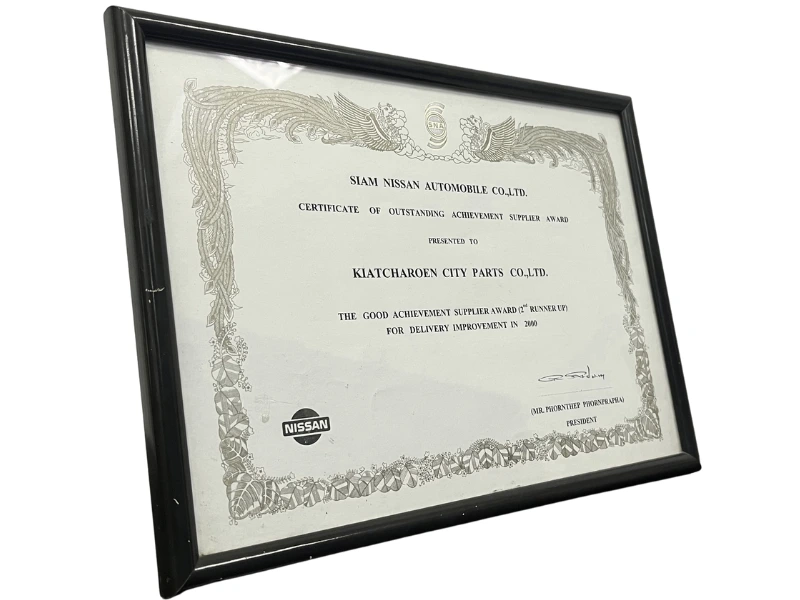 SNA
SIAM NISSAN AUTOMOBILE CO.,LTD.
CERTIFICATE OF OUTSTANDING ACHIEVEMENT SUPPLIER AWARD
PRESENTED TO
KIATCHAROEN CITY PARTS CO.,LTD.
THE GOOD ACHIEVEMENT SUPPLIER AWARD (2nd RUNNER UP)
FOR DELIVERY IMPROVEMENT IN 2000
(MR. PHORNTHEP PHORNPRAPHA)
PRESIDENT
NISSAN